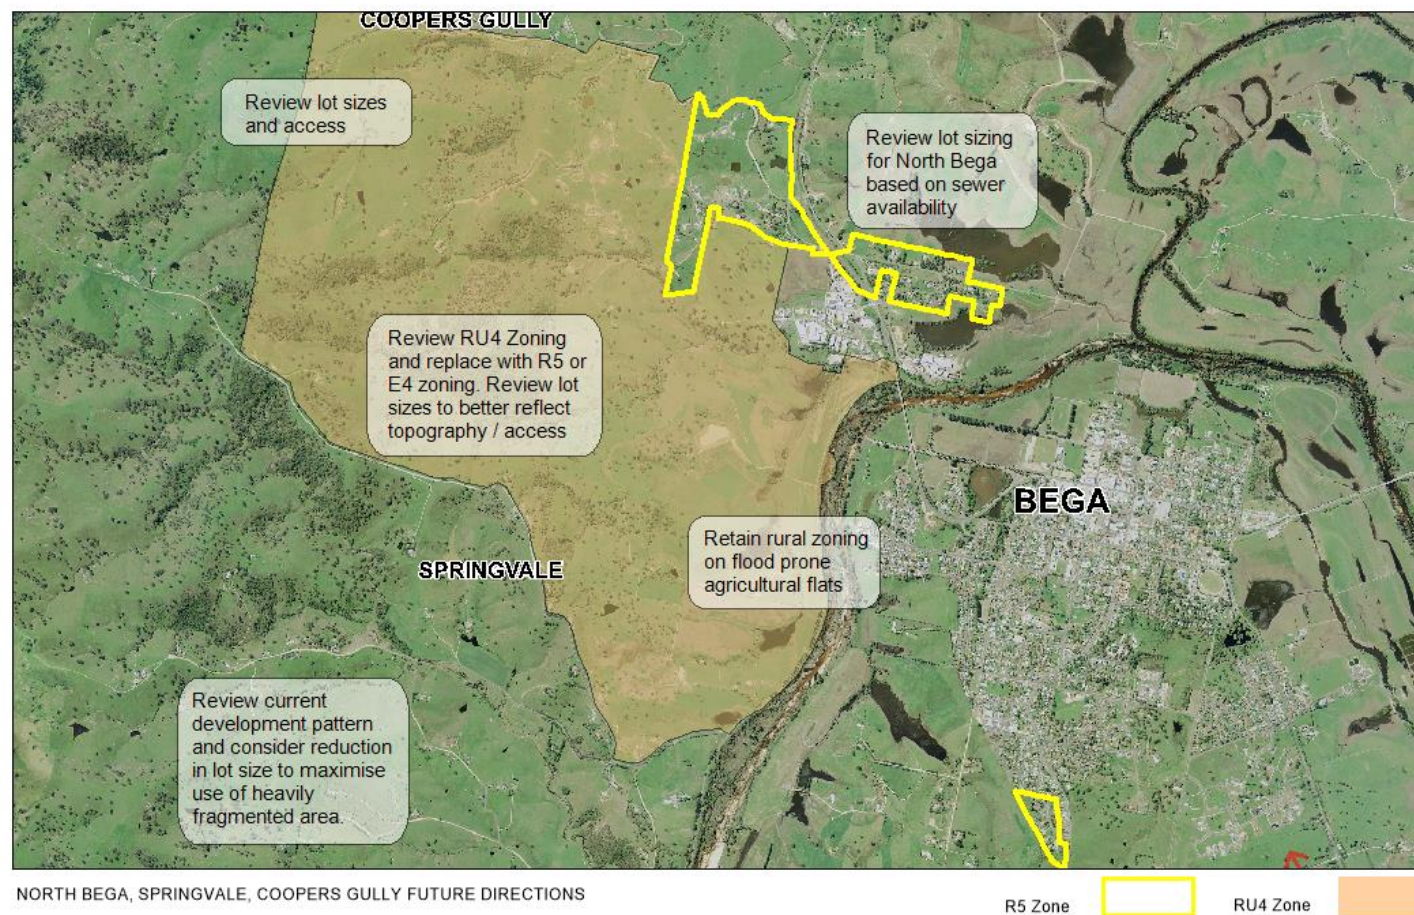 COOPERS GULLY
Review lot sizes
and access
Review lot sizing
for North Bega
based on sewer
availability
Review RU4 Zoning
and replace with R5 or
E4 zoning. Review lot
sizes to better reflect
topography / access
BEGA
Retain rural zoning
on flood prone
agricultural flats
SPRINGVALE
Review current
development pattern
and consider reduction
in lot size to maximise
use of heavily
fragmented area.
NORTH BEGA, SPRINGVALE, COOPERS GULLY FUTURE DIRECTIONS
R5 Zone
RU4 Zone